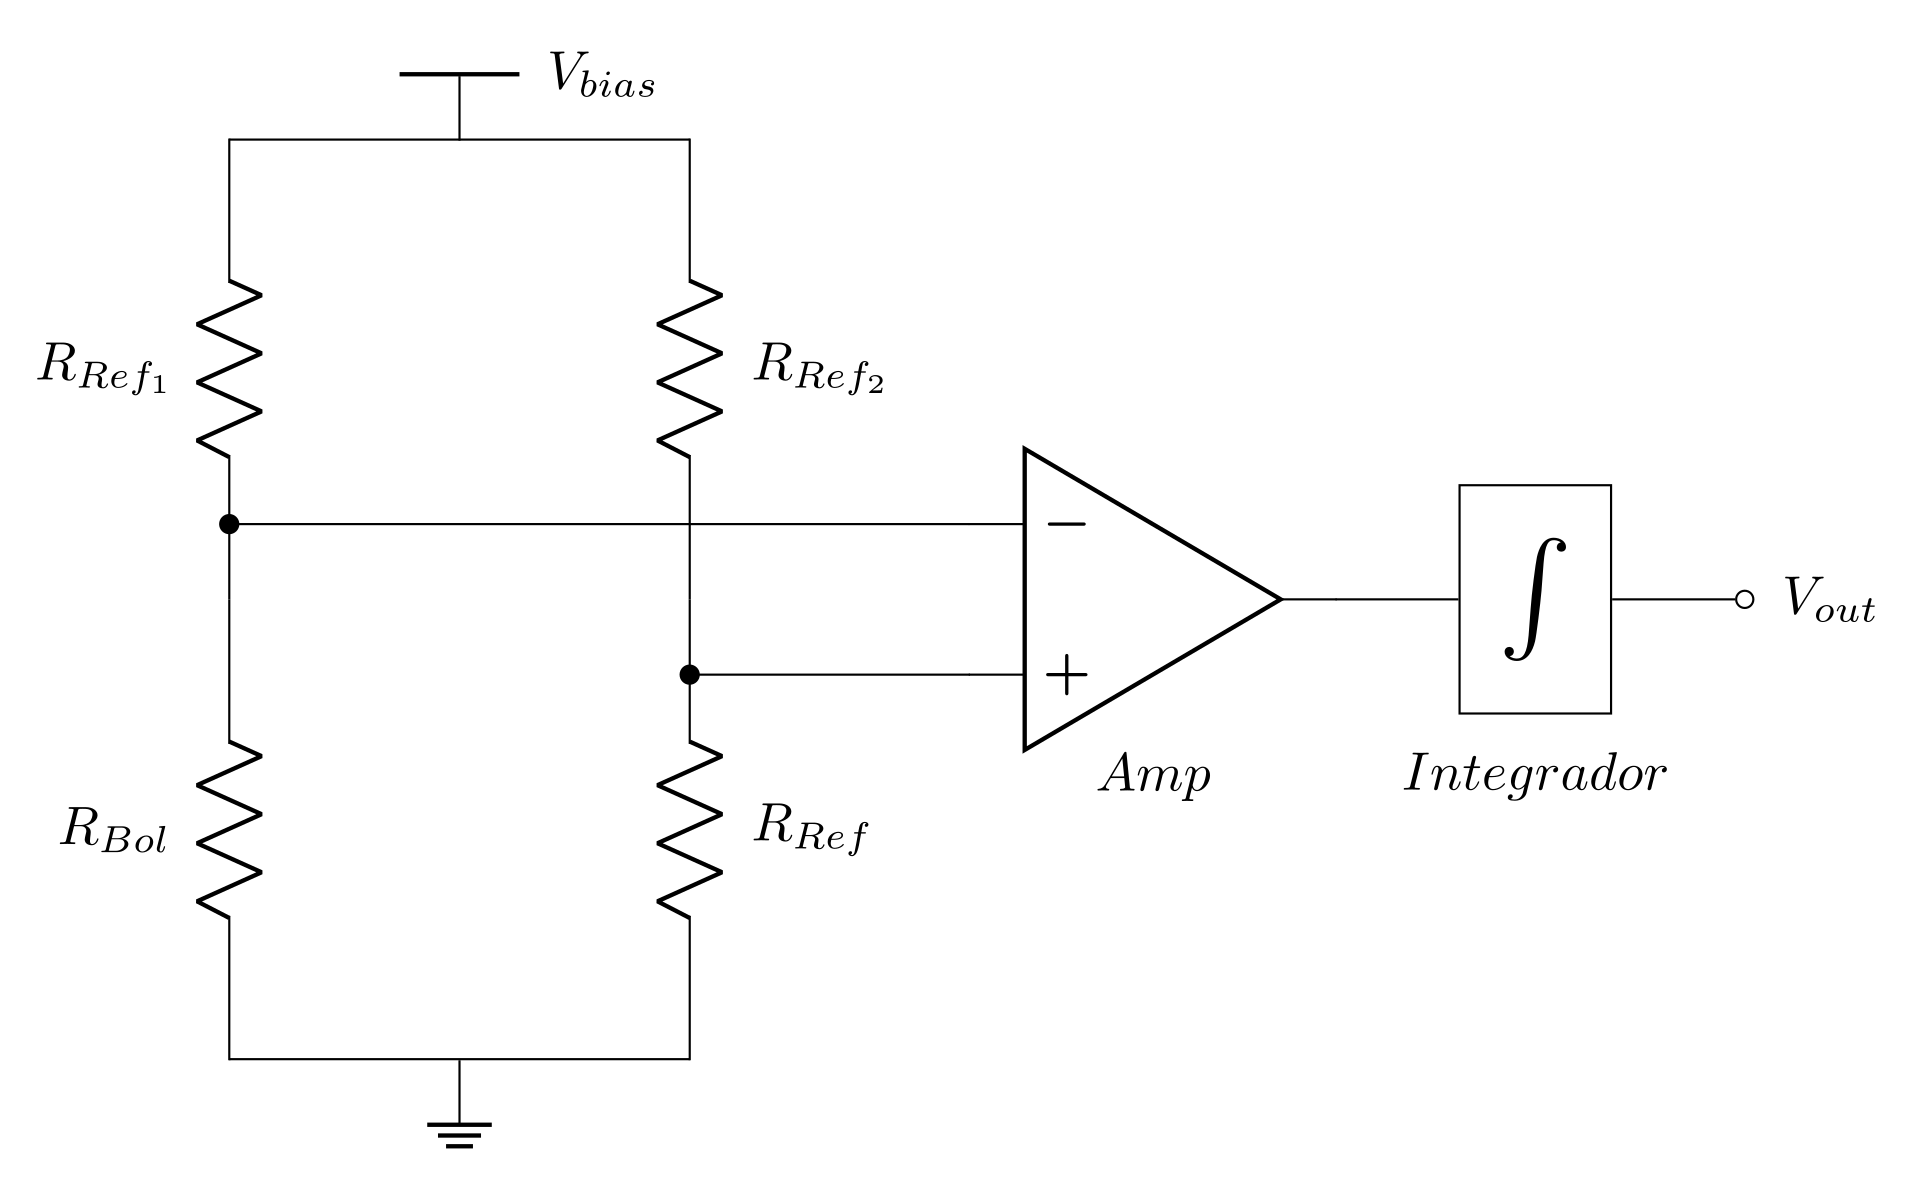 V_bias
R_Ref_1
R_Ref_2
−
∫
V_out
+
Amp
Integrador
R_Bol
R_Ref